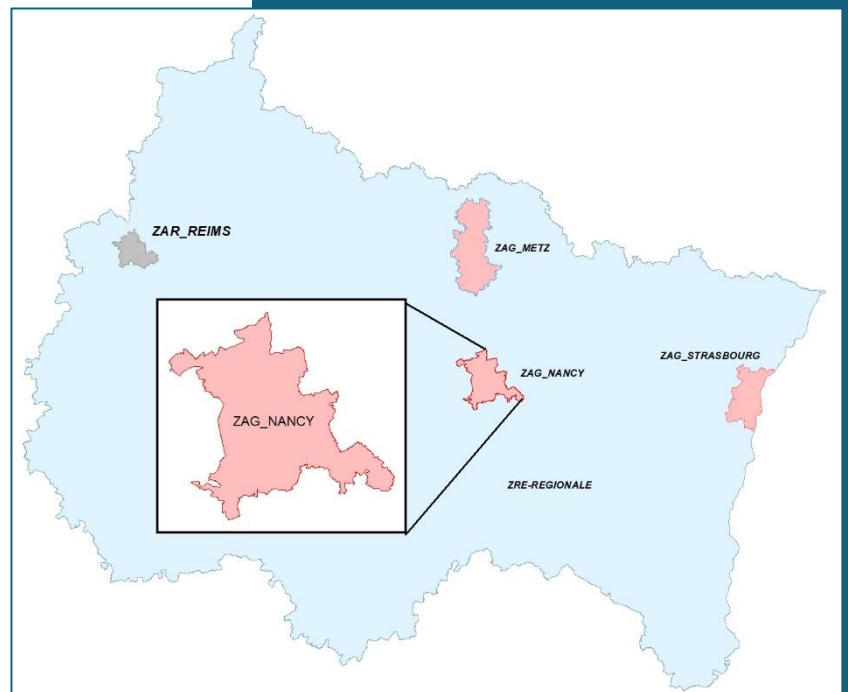 ZAR_REIMS
ZAG_METZ
ZAG_STRASBOURG
ZAG_NANCY
ZAG_NANCY
ZRE-REGIONALE